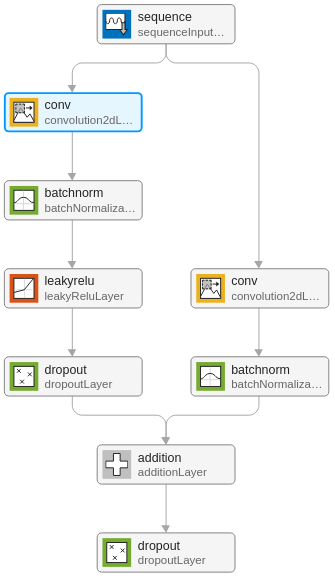 sequence
sequenceInput...
conv
convolution2dL...
batchnorm
batchNormaliza...
leakyrelu
leakyReluLayer
conv
convolution2dL...
dropout
dropoutLayer
batchnorm
batchNormaliza...
addition
additionLayer
dropout
dropoutLayer